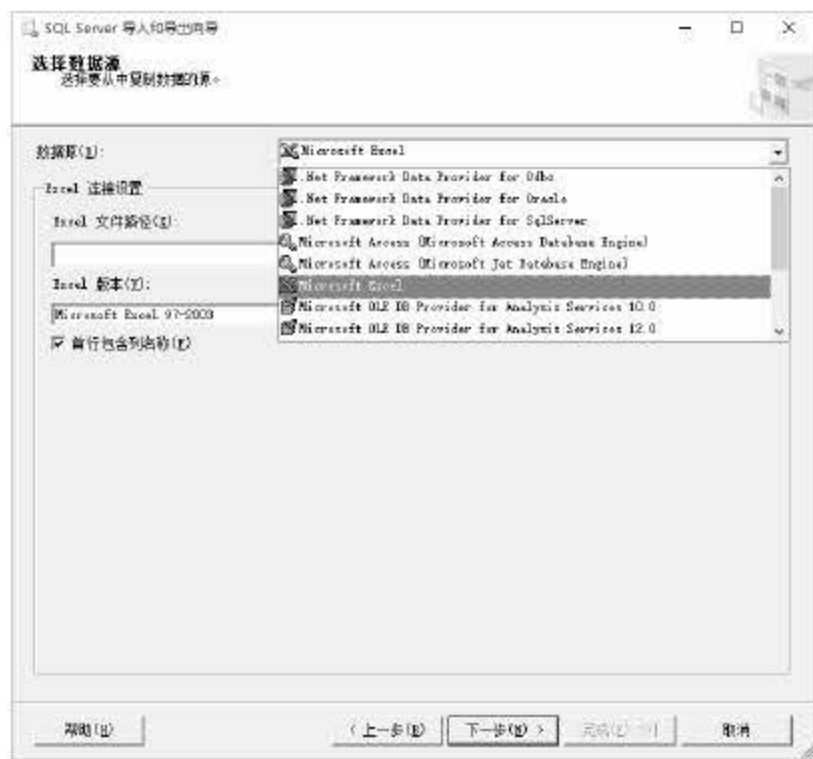 SQL Server 导入和导出向导
选择数据源
选择要从中复制数据的源。
数据源(D):
Microsoft Excel
.Net Framework Data Provider for Odbc
.Net Framework Data Provider for Oracle
.Net Framework Data Provider for SqlServer
Microsoft Access (Microsoft Access Database Engine)
Microsoft Access (Microsoft Jet Database Engine)
Microsoft Excel
Microsoft OLE DB Provider for Analysis Services 10.0
Microsoft OLE DB Provider for Analysis Services 12.0
Excel 连接设置
Excel 文件路径(X):
Excel 版本(V):
Microsoft Excel 97-2003
首行包含列名称(F)
帮助(H)
< 上一步(B)
下一步(N) >
完成(F) >>|
取消